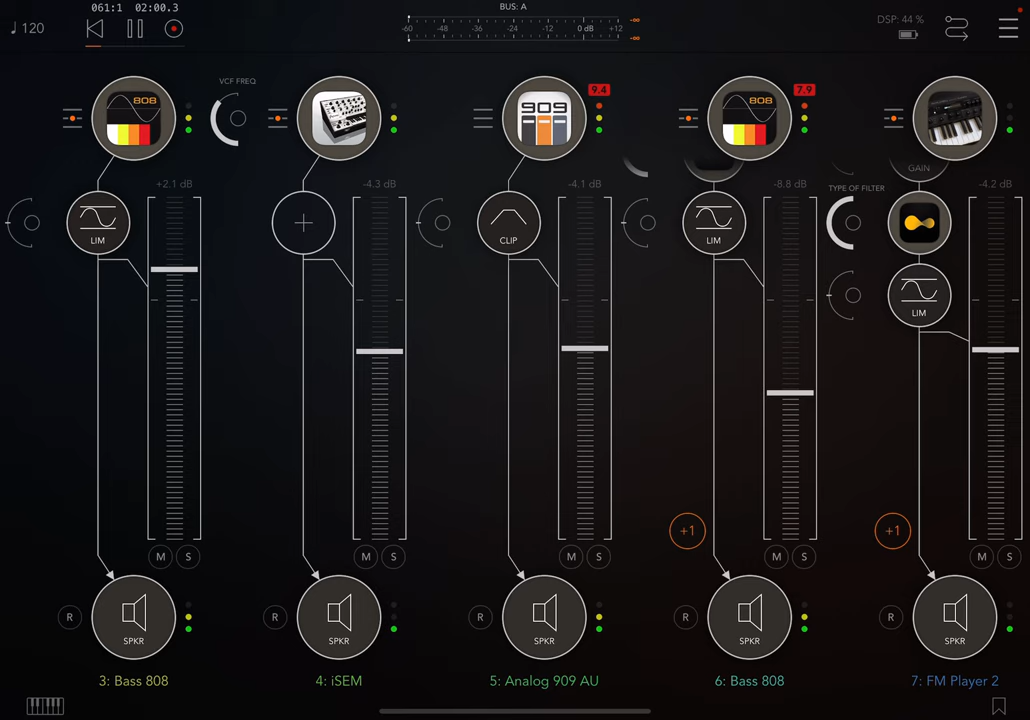 061:1 02:00.3
BUS: A
♩ 120
-60 -48 -36 -24 -12 0 dB +12
-∞
-∞
DSP: 44 %
VCF FREQ
808
909
9.4
808
7.9
GAIN
+2.1 dB
-4.3 dB
-4.1 dB
-8.8 dB
TYPE OF FILTER
-4.2 dB
LIM
+
CLIP
LIM
LIM
+1
+1
M S
M S
M S
M S
M S
R
SPKR
R
SPKR
R
SPKR
R
SPKR
R
SPKR
3: Bass 808
4: iSEM
5: Analog 909 AU
6: Bass 808
7: FM Player 2